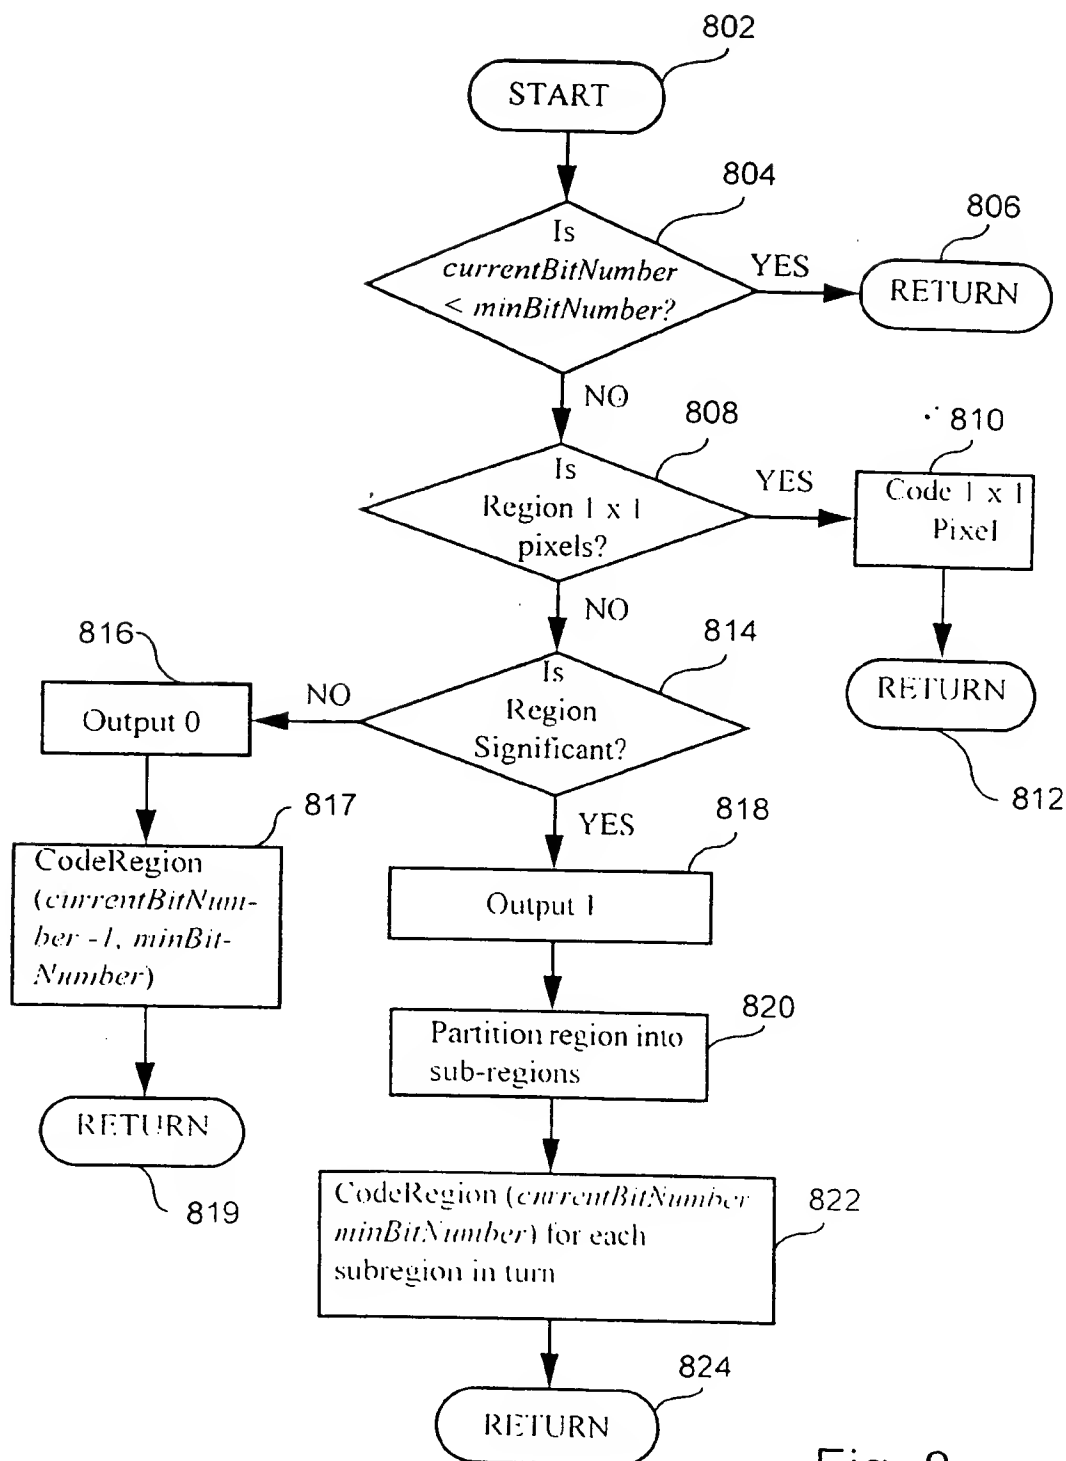 802
START
804
Is
currentBitNumber
< minBitNumber?
YES
806
RETURN
NO
808
Is
Region 1 x 1
pixels?
YES
810
Code 1 x 1
Pixel
NO
814
Is
Region
Significant?
RETURN
812
NO
816
Output 0
817
CodeRegion
(currentBitNum-
ber -1, minBit-
Number)
YES
818
Output 1
820
Partition region into
sub-regions
RETURN
819
CodeRegion (currentBitNumber
minBitNumber) for each
subregion in turn
822
824
RETURN